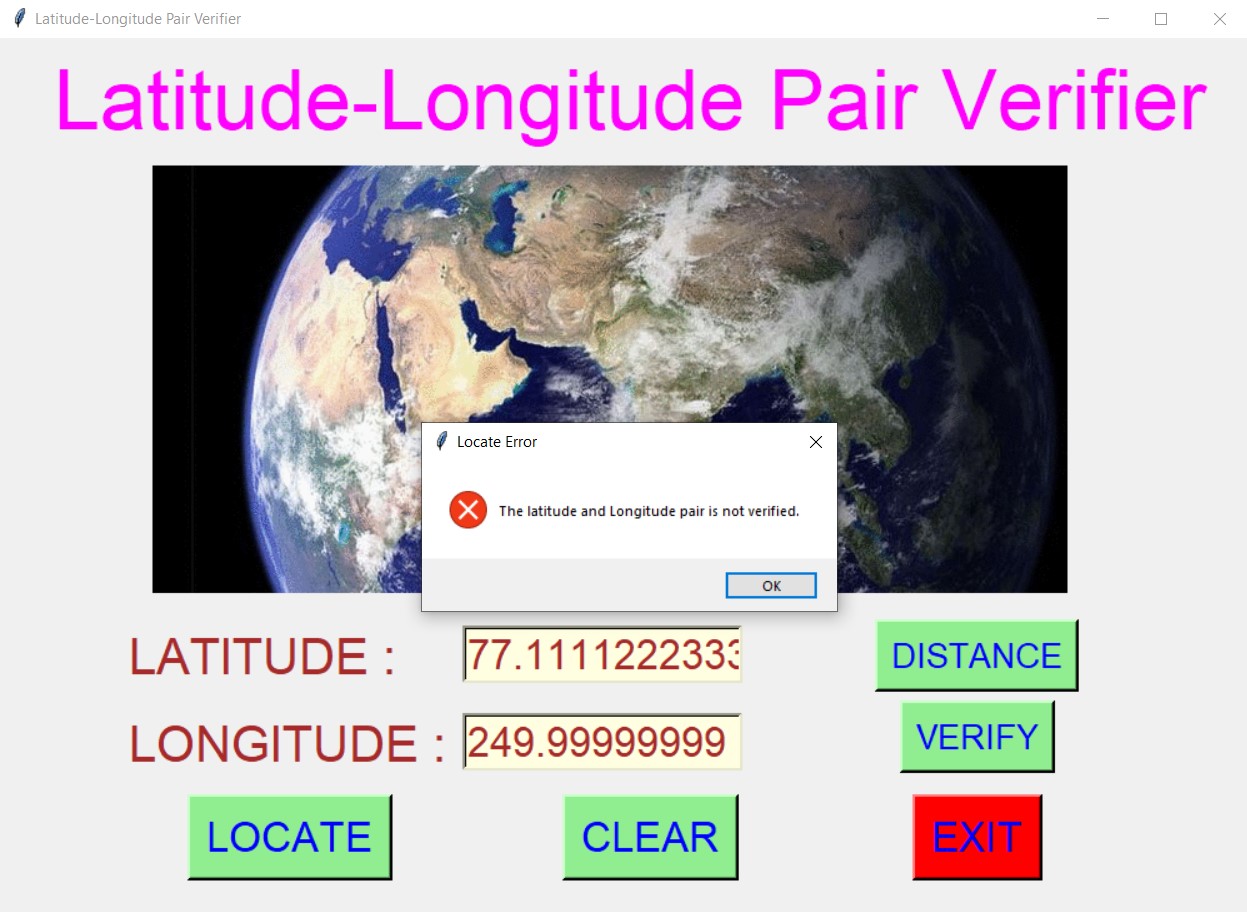 Latitude-Longitude Pair Verifier
Latitude-Longitude Pair Verifier
Locate Error
The latitude and Longitude pair is not verified.
OK
LATITUDE : 77.1111222333 DISTANCE
LONGITUDE : 249.99999999 VERIFY
LOCATE CLEAR EXIT